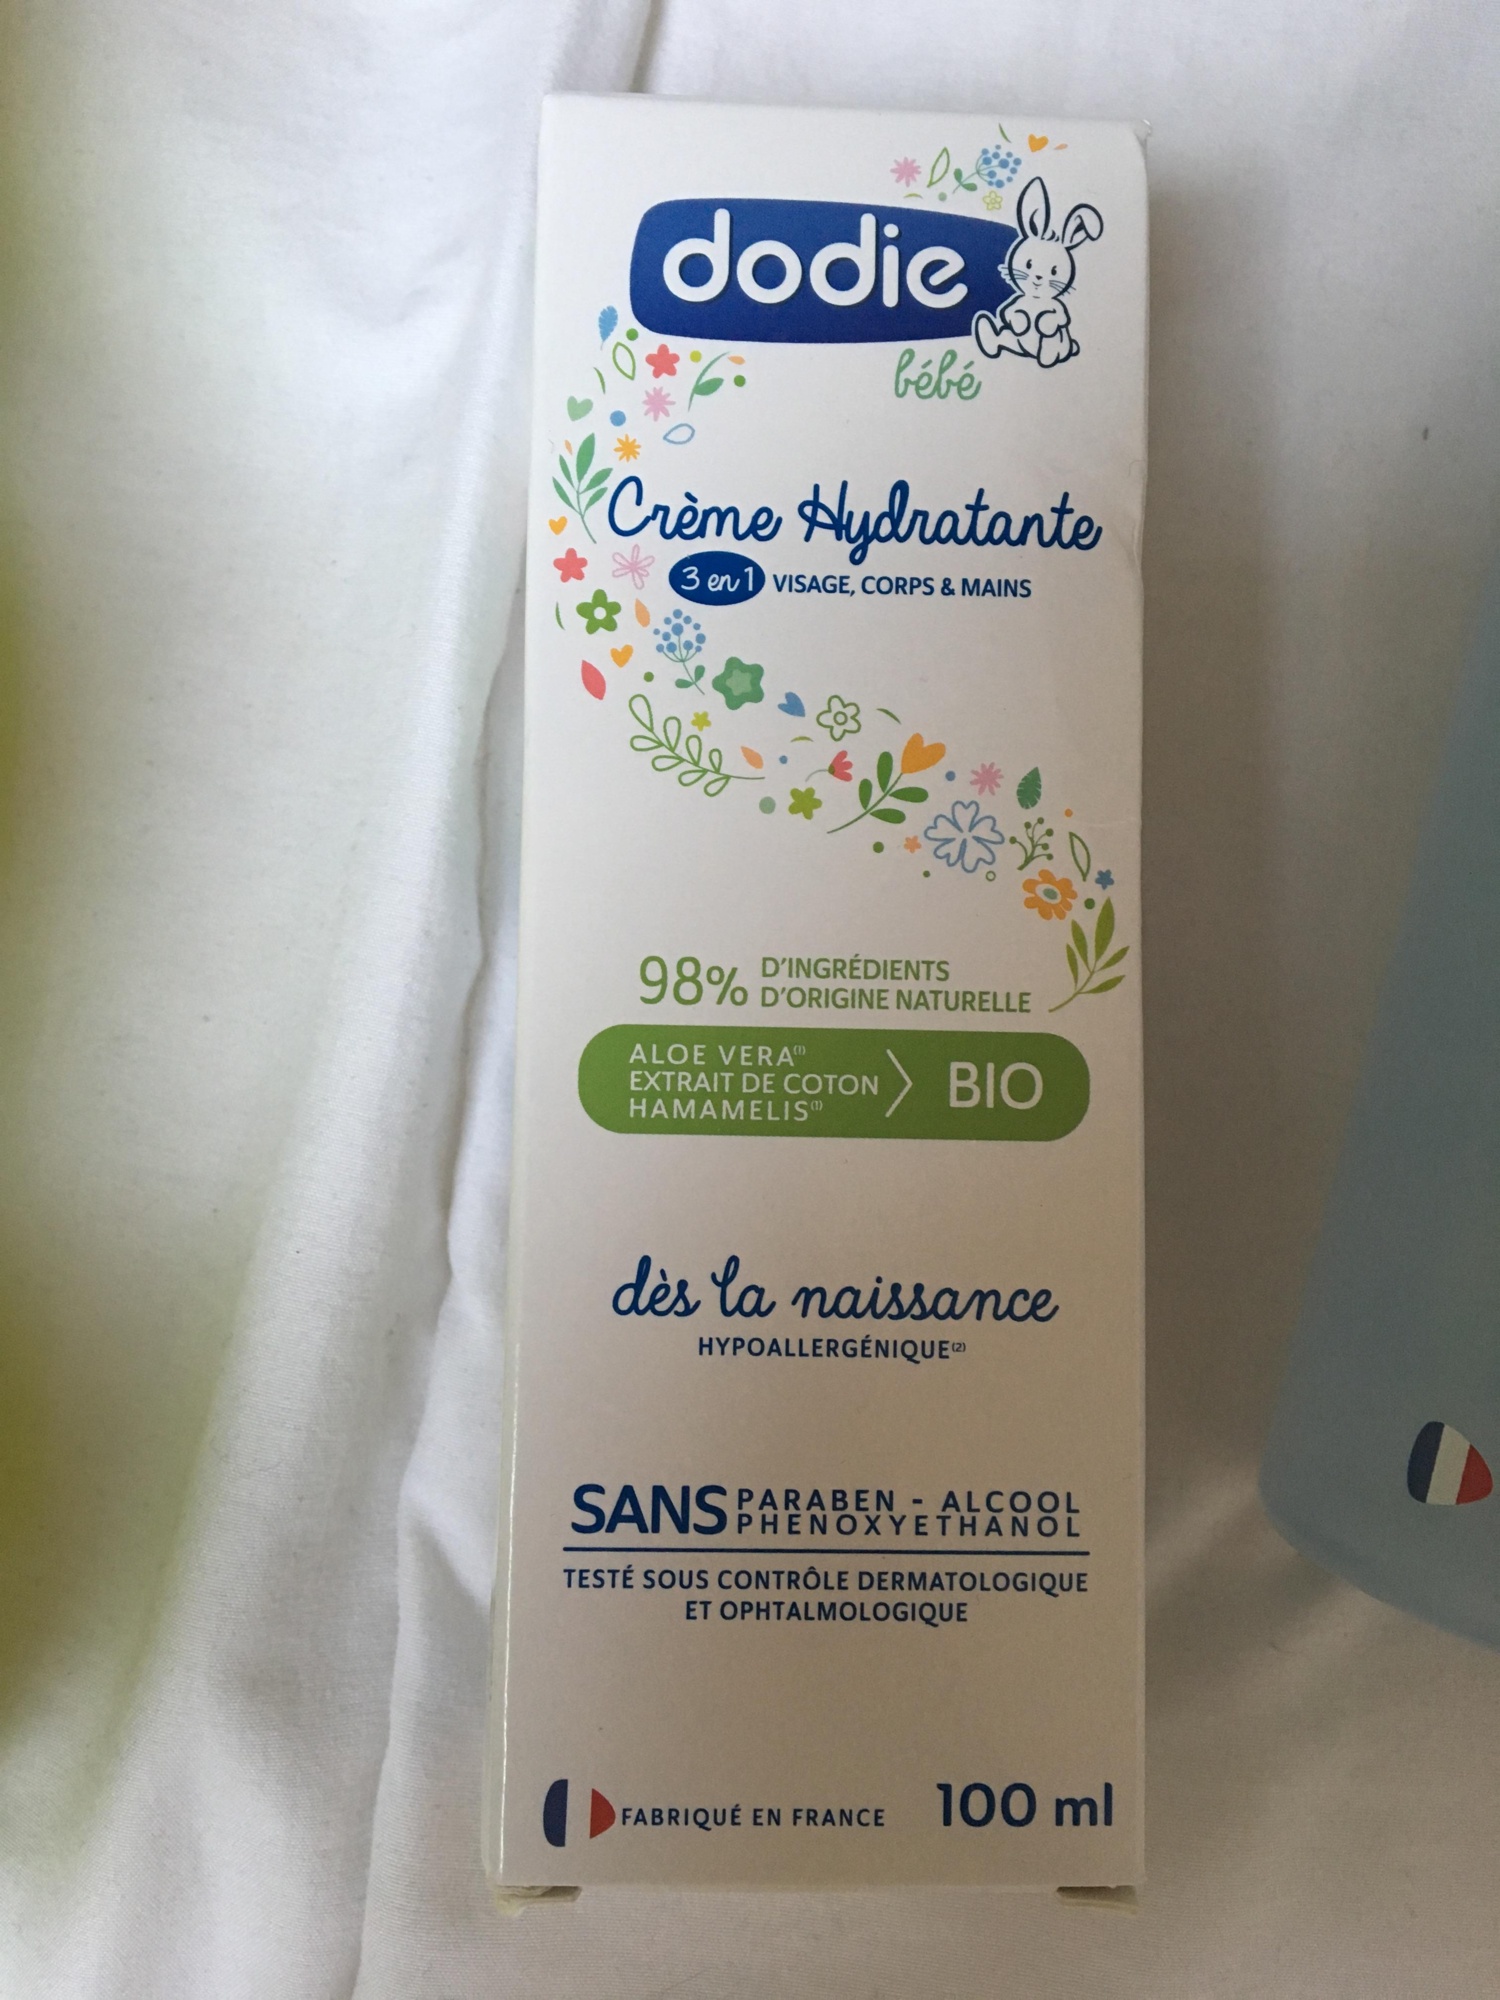 dodie
bébé
Crème Hydratante
3 en 1 VISAGE, CORPS & MAINS
98% D'INGRÉDIENTS
D'ORIGINE NATURELLE
ALOE VERA(1)
EXTRAIT DE COTON > BIO
HAMAMELIS(1)
dès la naissance
HYPOALLERGÉNIQUE(2)
SANS PARABEN - ALCOOL
PHENOXYETHANOL
TESTÉ SOUS CONTRÔLE DERMATOLOGIQUE
ET OPHTALMOLOGIQUE
FABRIQUÉ EN FRANCE 100 ml